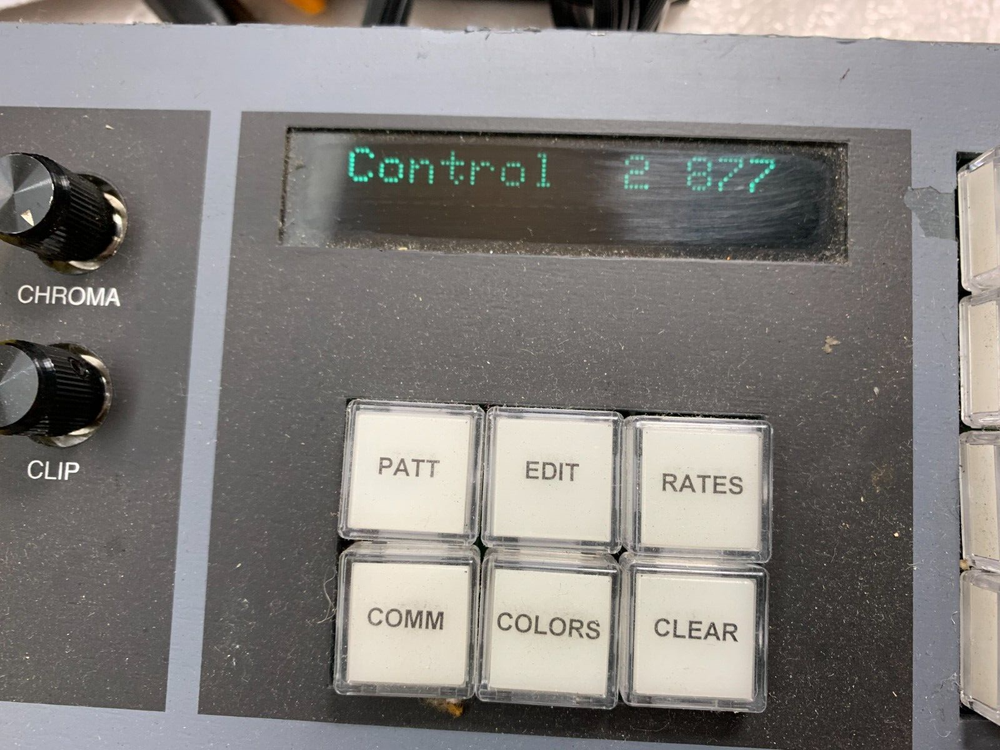 Control 2 877
CHROMA
CLIP
PATT EDIT RATES
COMM COLORS CLEAR